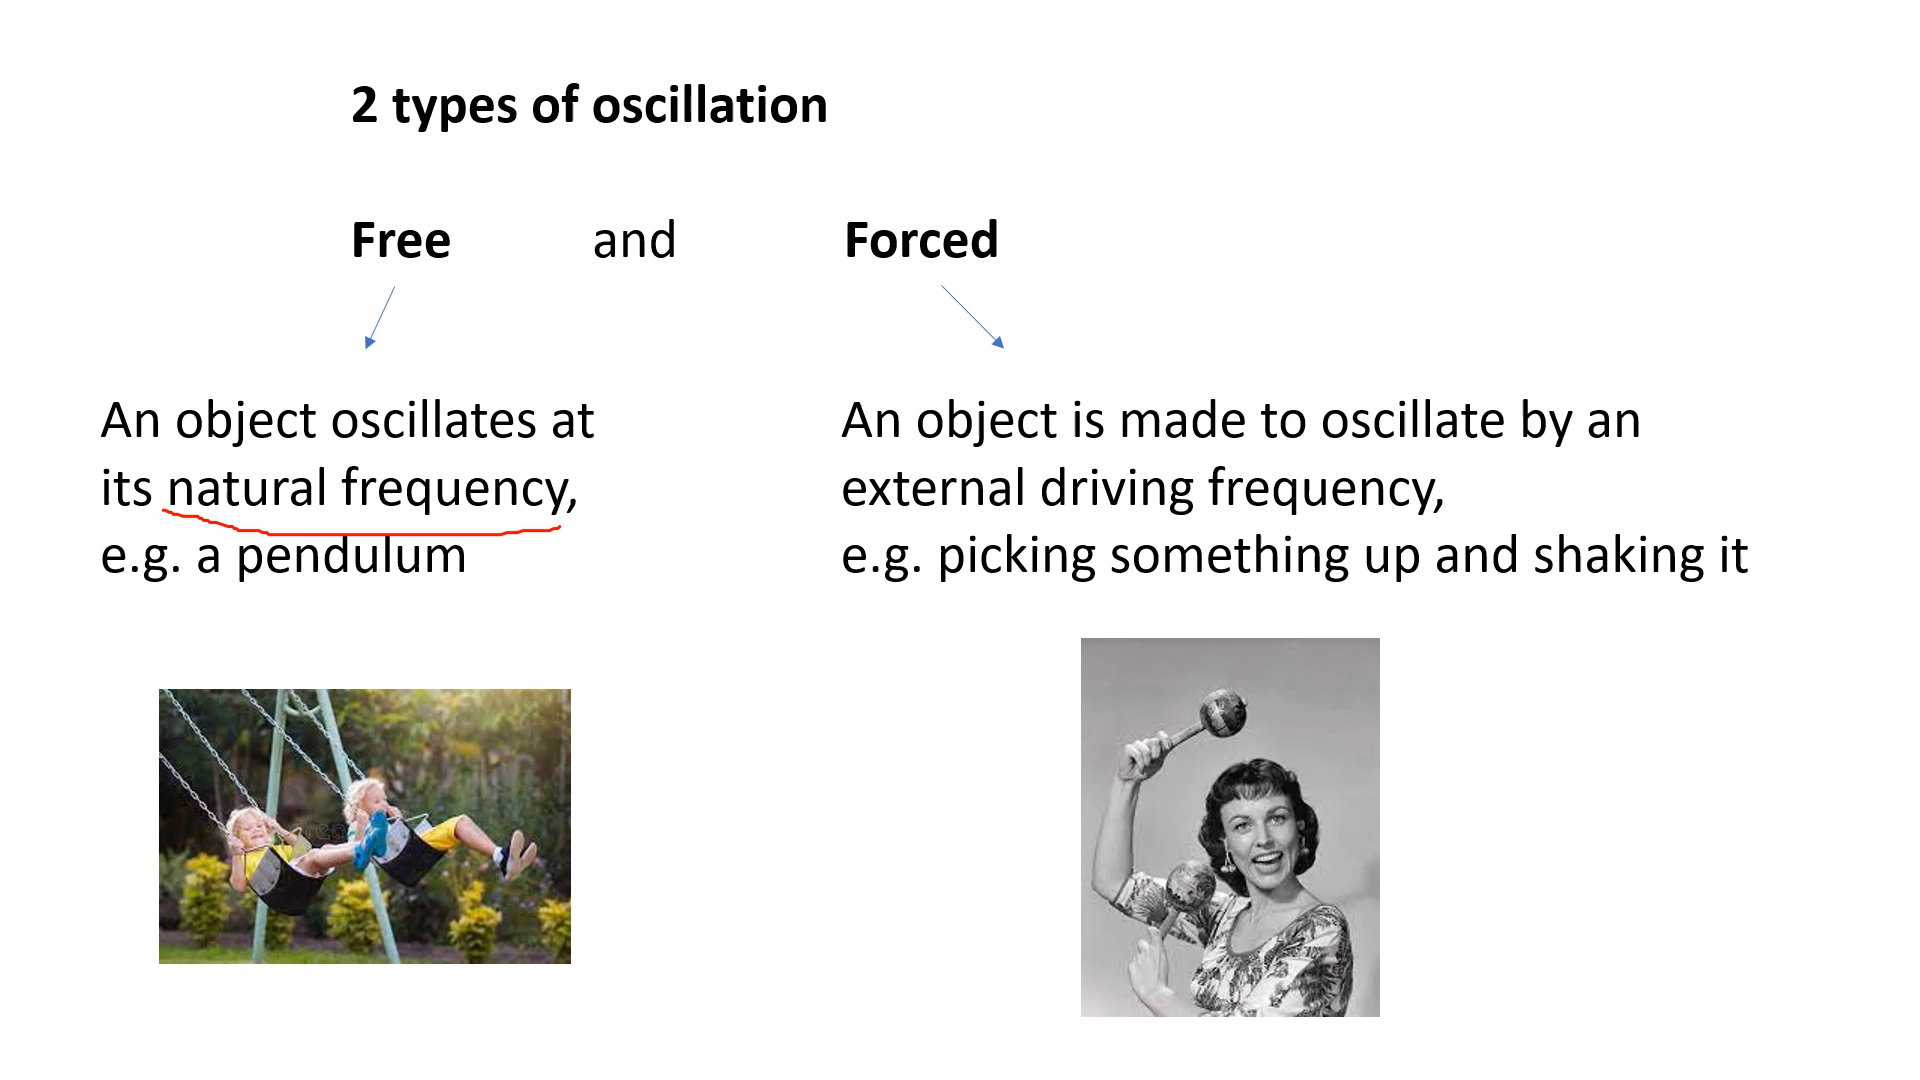 2 types of oscillation
Free and Forced
An object oscillates at
its natural frequency,
e.g. a pendulum
An object is made to oscillate by an
external driving frequency,
e.g. picking something up and shaking it